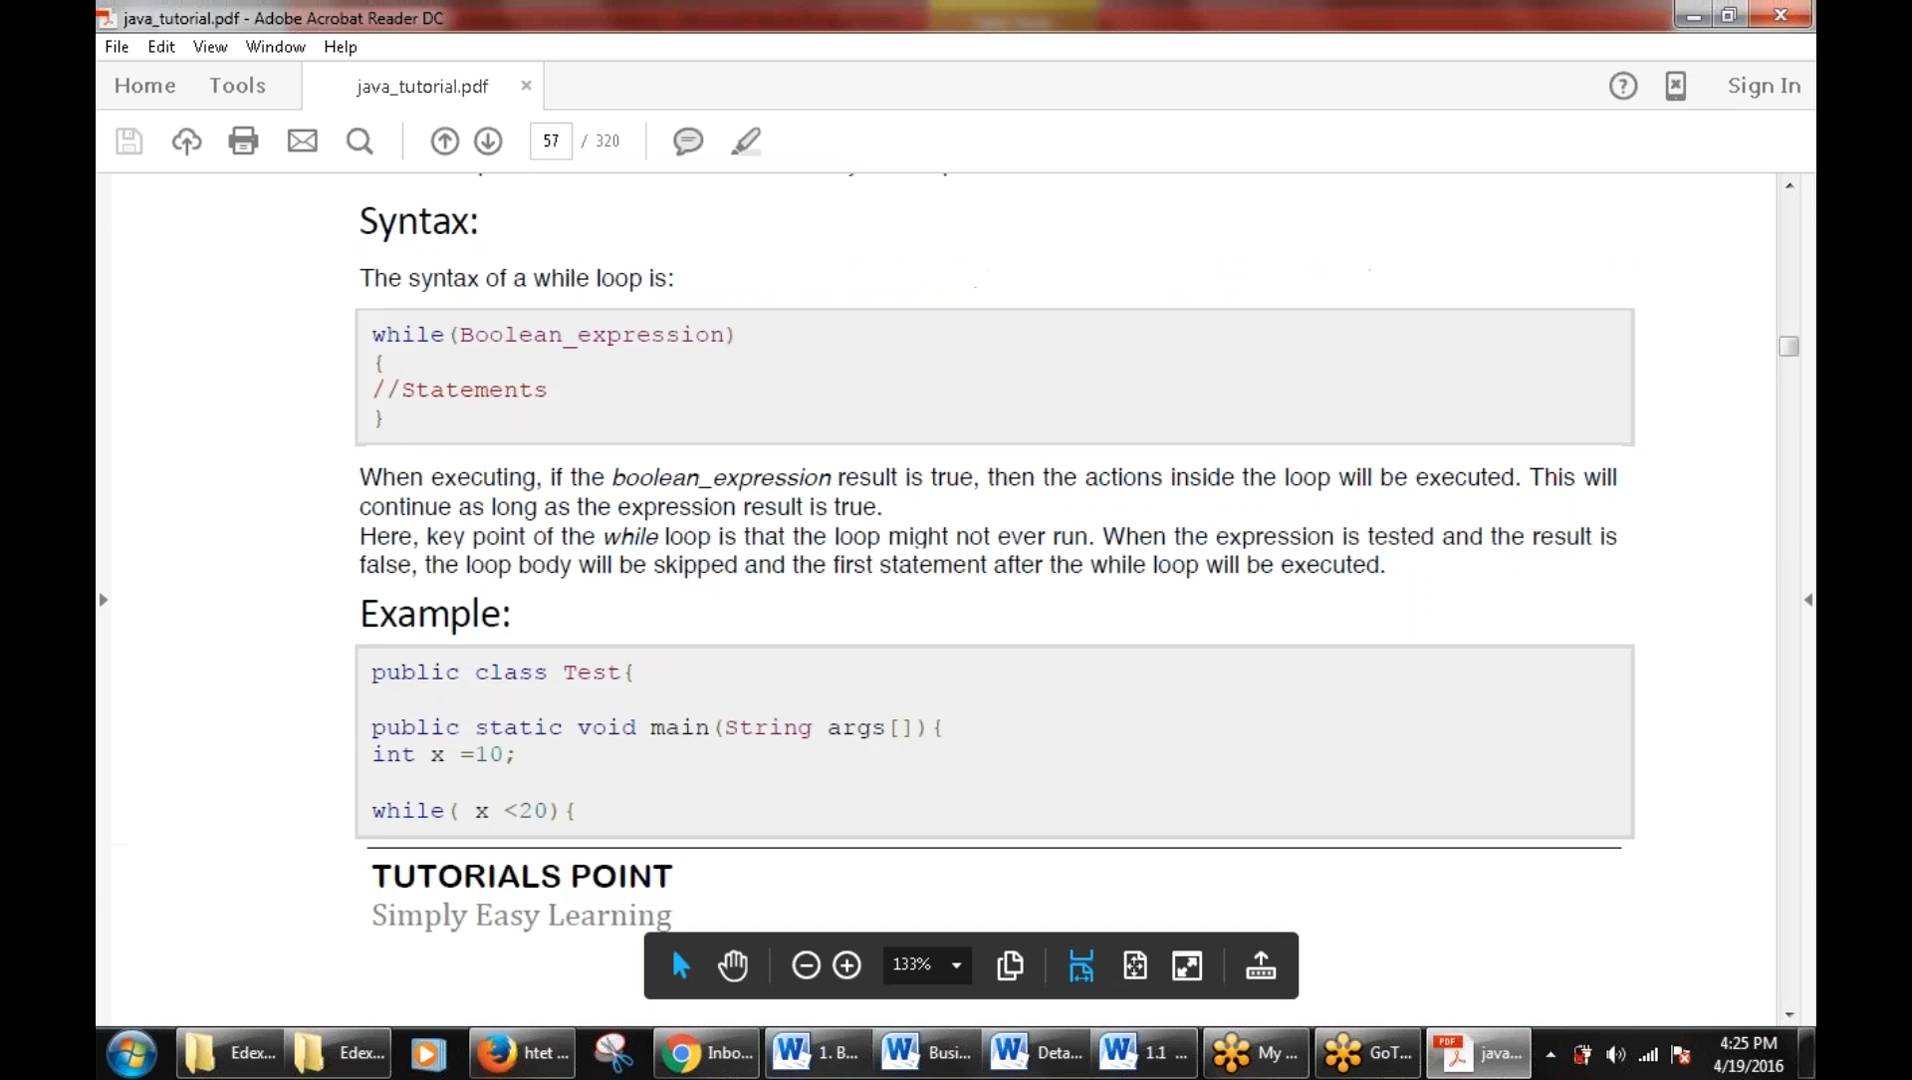 java_tutorial.pdf - Adobe Acrobat Reader DC
File Edit View Window Help
Home Tools java_tutorial.pdf × Sign In
57 / 320
Syntax:
The syntax of a while loop is:
while(Boolean_expression)
{
//Statements
}
When executing, if the boolean_expression result is true, then the actions inside the loop will be executed. This will
continue as long as the expression result is true.
Here, key point of the while loop is that the loop might not ever run. When the expression is tested and the result is
false, the loop body will be skipped and the first statement after the while loop will be executed.
Example:
public class Test{
public static void main(String args[]){
int x =10;
while( x <20){
TUTORIALS POINT
Simply Easy Learning
133%
Edex... Edex... htet ... Inbo... 1. B... Busi... Deta... 1.1 ... My ... GoT... java... 4:25 PM
4/19/2016